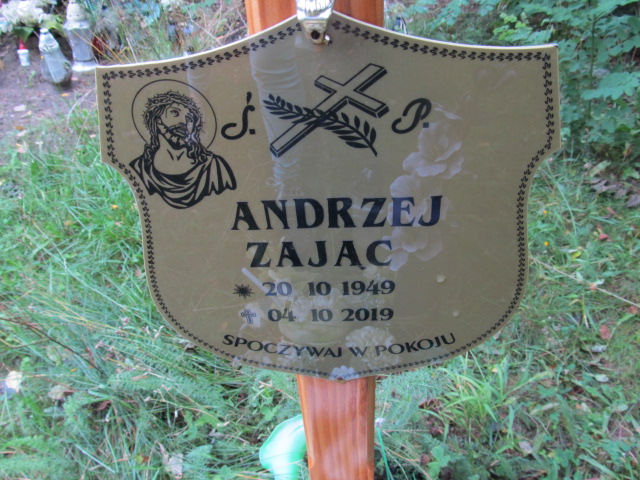 Ś. P.
ANDRZEJ
ZAJĄC
20 10 1949
04 10 2019
SPOCZYWAJ W POKOJU